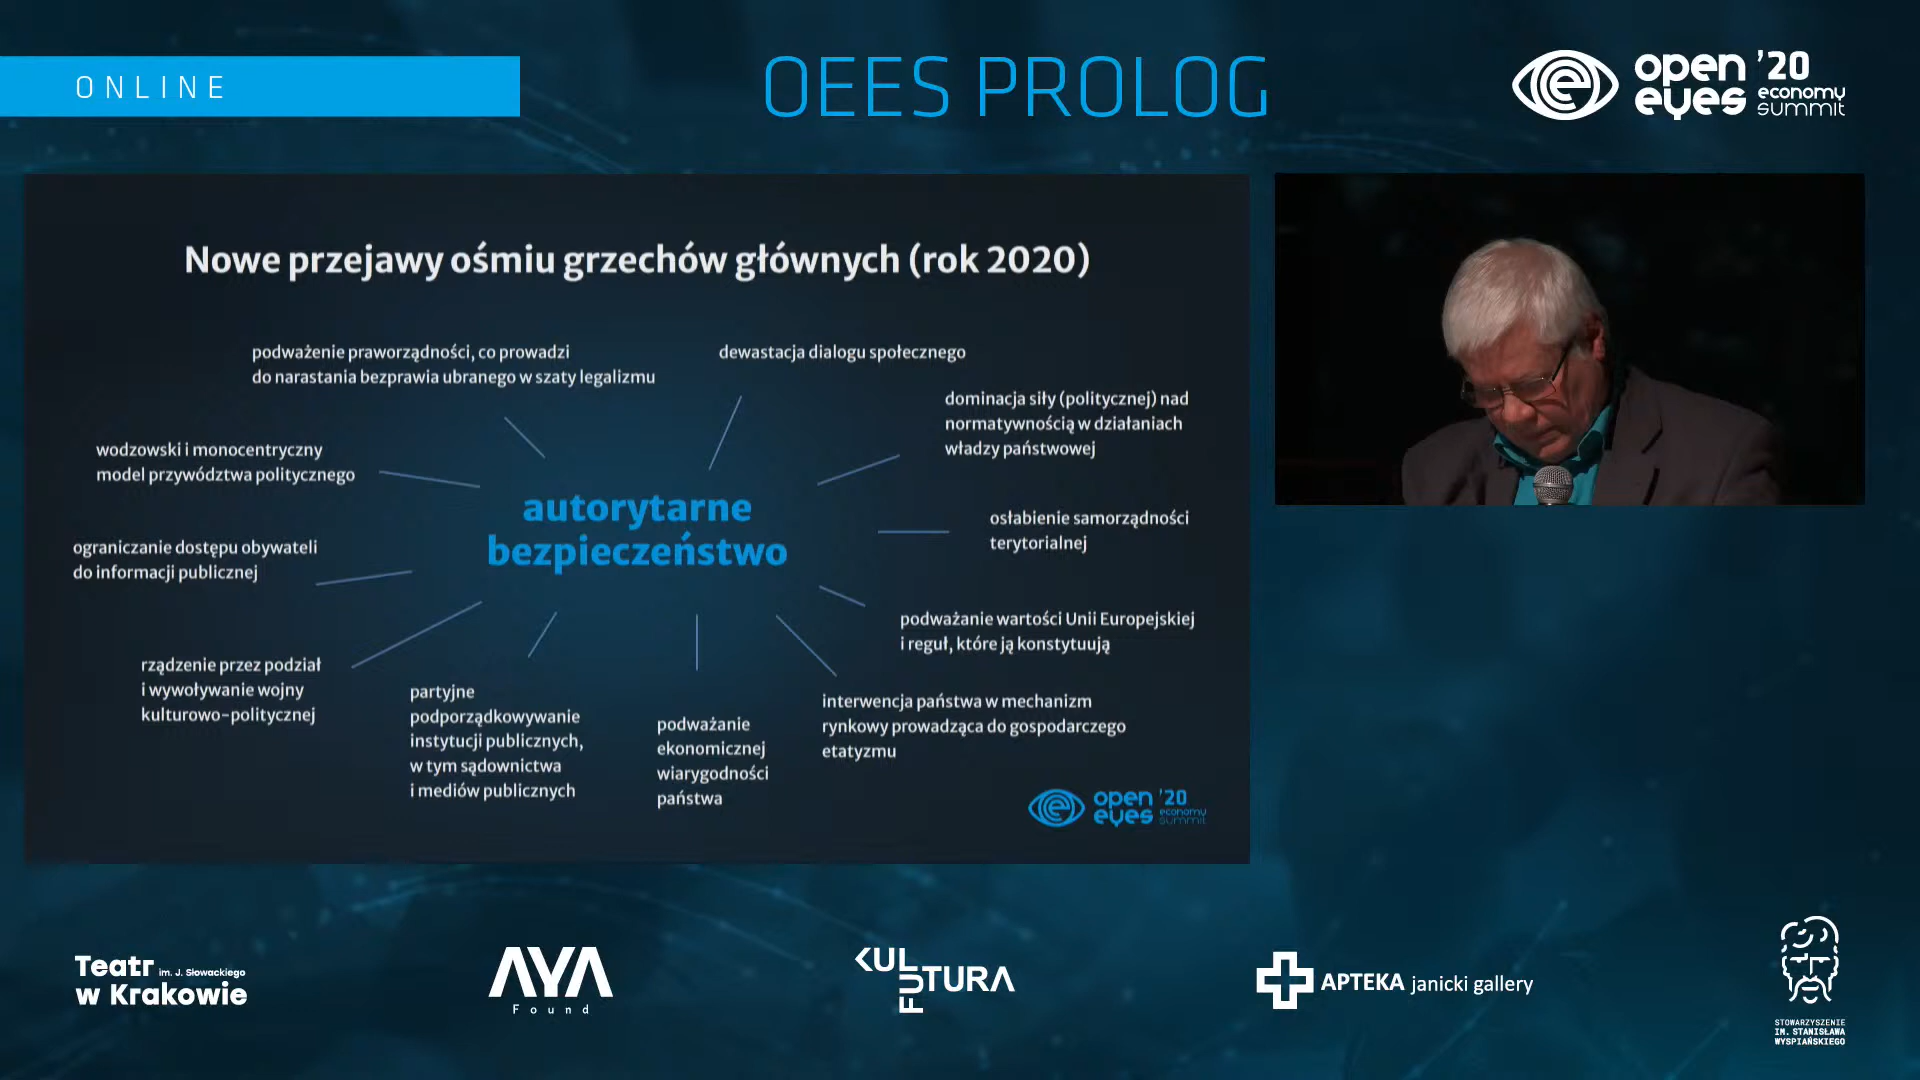 ONLINE
OEES PROLOG
open '20
eyes economy
summit
Nowe przejawy ośmiu grzechów głównych (rok 2020)
podważenie praworządności, co prowadzi
do narastania bezprawia ubranego w szaty legalizmu
dewastacja dialogu społecznego
dominacja siły (politycznej) nad
normatywnością w działaniach
władzy państwowej
wodzowski i monocentryczny
model przywództwa politycznego
autorytarne
bezpieczeństwo
osłabienie samorządności
terytorialnej
ograniczanie dostępu obywateli
do informacji publicznej
podważanie wartości Unii Europejskiej
i reguł, które ją konstytuują
rządzenie przez podział
i wywoływanie wojny
kulturowo-politycznej
partyjne
podporządkowywanie
instytucji publicznych,
w tym sądownictwa
i mediów publicznych
podważanie
ekonomicznej
wiarygodności
państwa
interwencja państwa w mechanizm
rynkowy prowadząca do gospodarczego
etatyzmu
open '20
eyes economy
summit
Teatr im. J. Słowackiego
w Krakowie
AYA
Found
KULTURA
FU
APTEKA janicki gallery
STOWARZYSZENIE
IM. STANISŁAWA
WYSPIAŃSKIEGO